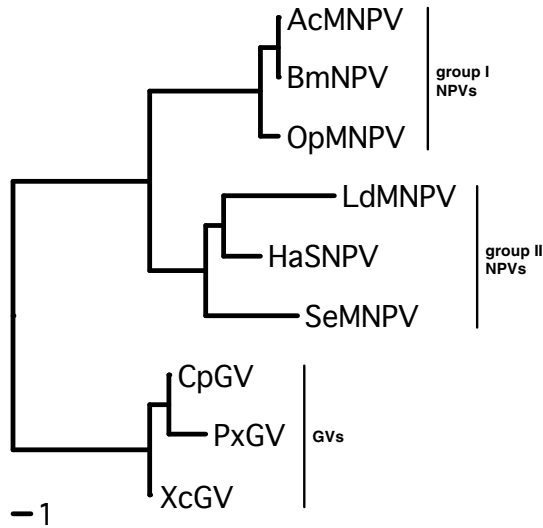 AcMNPV
BmNPV
OpMNPV
group I
NPVs
LdMNPV
HaSNPV
SeMNPV
group II
NPVs
CpGV
PxGV
XcGV
GVs
1